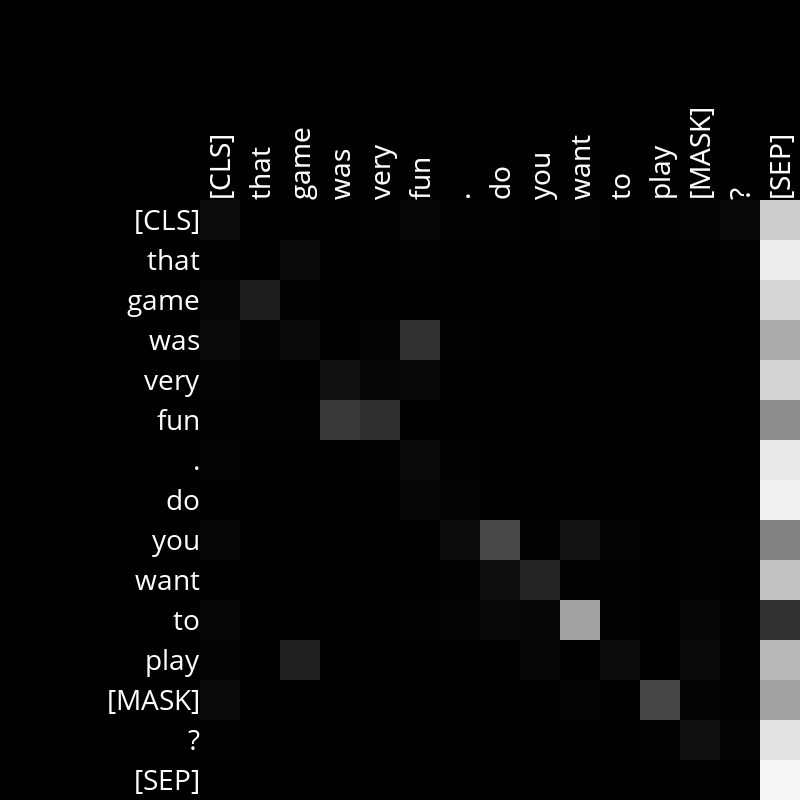 [CLS] that game was very fun . do you want to play [MASK] ? [SEP]
[CLS]
that
game
was
very
fun
.
do
you
want
to
play
[MASK]
?
[SEP]